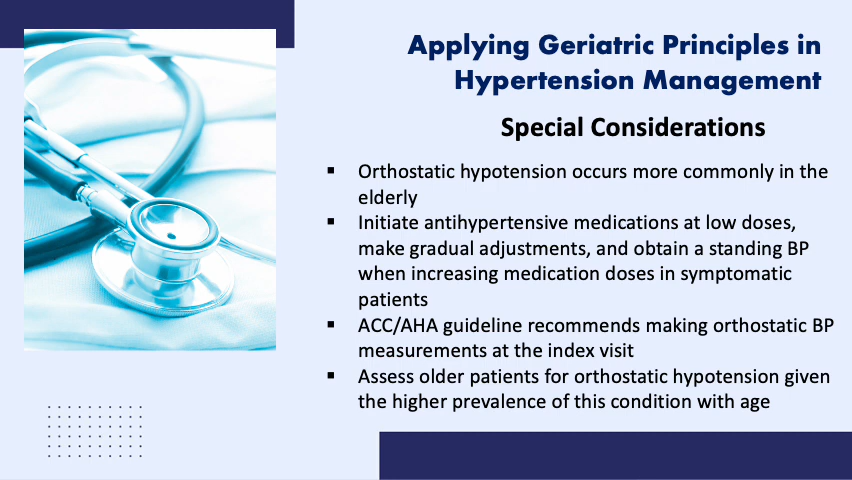 Applying Geriatric Principles in
Hypertension Management
Special Considerations
▪ Orthostatic hypotension occurs more commonly in the
elderly
▪ Initiate antihypertensive medications at low doses,
make gradual adjustments, and obtain a standing BP
when increasing medication doses in symptomatic
patients
▪ ACC/AHA guideline recommends making orthostatic BP
measurements at the index visit
▪ Assess older patients for orthostatic hypotension given
the higher prevalence of this condition with age